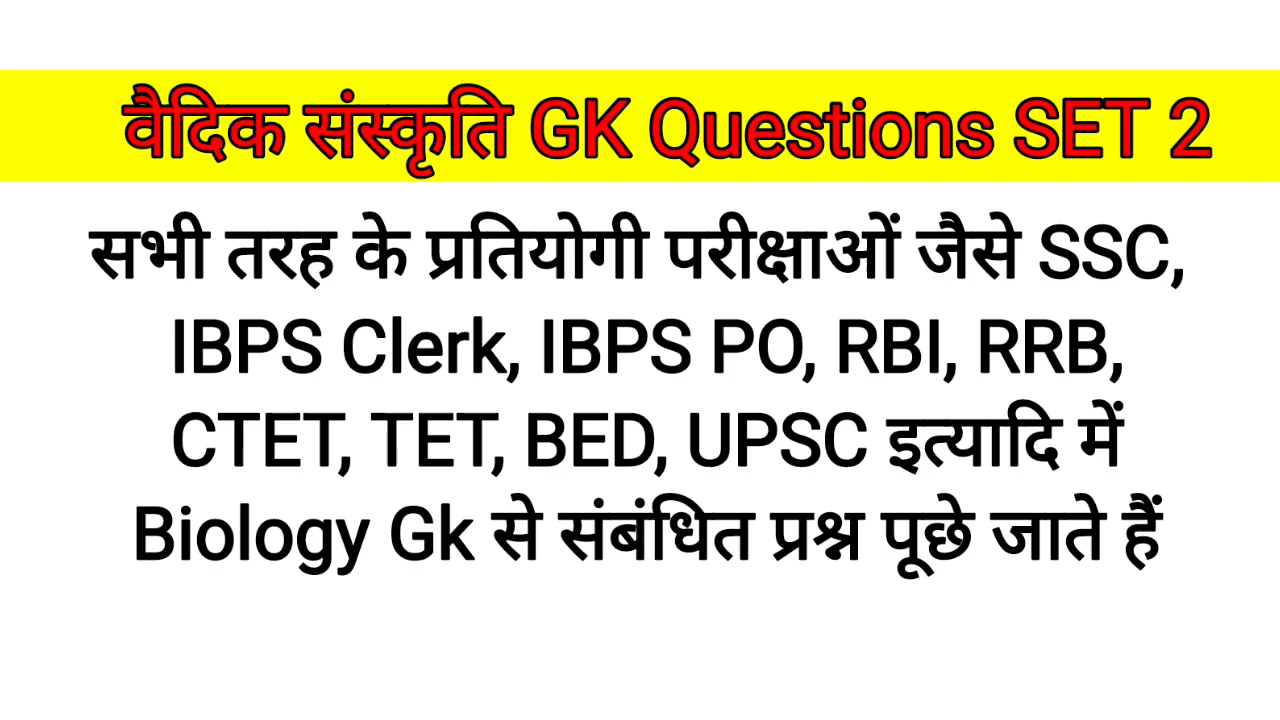 वैदिक संस्कृति GK Questions SET 2
सभी तरह के प्रतियोगी परीक्षाओं जैसे SSC,
IBPS Clerk, IBPS PO, RBI, RRB,
CTET, TET, BED, UPSC इत्यादि में
Biology Gk से संबंधित प्रश्न पूछे जाते हैं